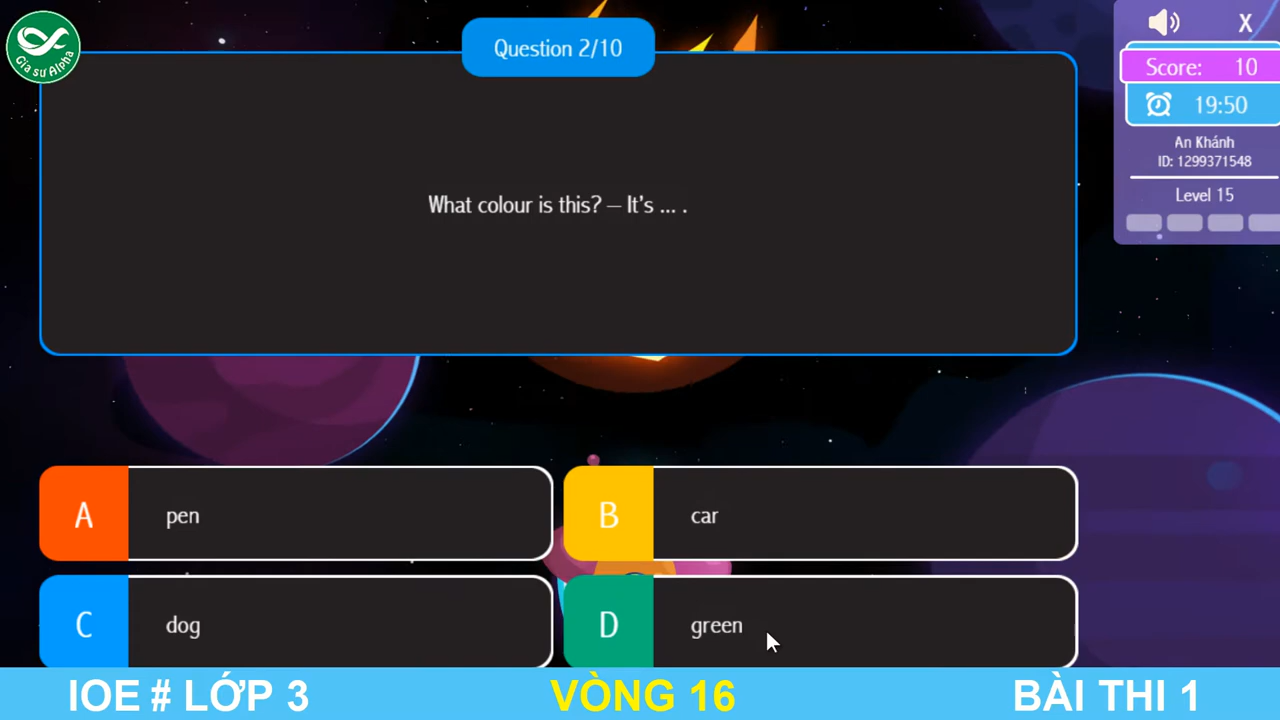 Gia sư Alpha
Question 2/10
X
Score: 10
19:50
An Khánh
ID: 1299371548
Level 15
What colour is this? – It's ... .
A pen
B car
C dog
D green
IOE # LỚP 3 VÒNG 16 BÀI THI 1